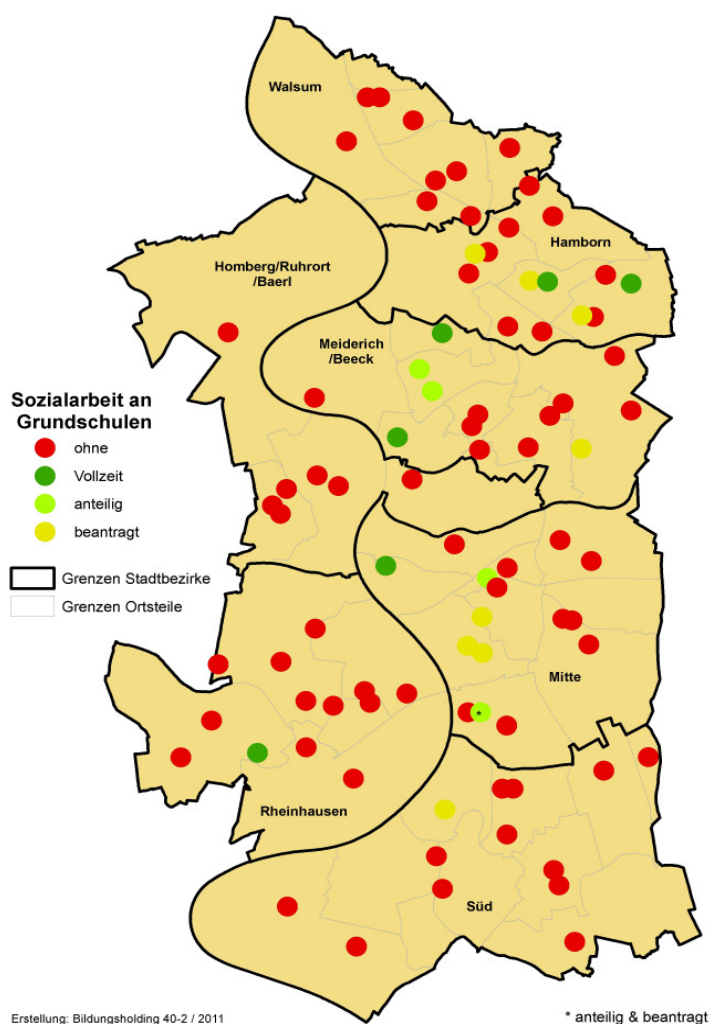 Walsum
Hamborn
Homberg/Ruhrort
/Baerl
Meiderich
/Beeck
Sozialarbeit an
Grundschulen
ohne
Vollzeit
anteilig
beantragt
Grenzen Stadtbezirke
Grenzen Ortsteile
Mitte
*
Rheinhausen
Süd
Erstellung: Bildungsholding 40-2 / 2011
* anteilig & beantragt